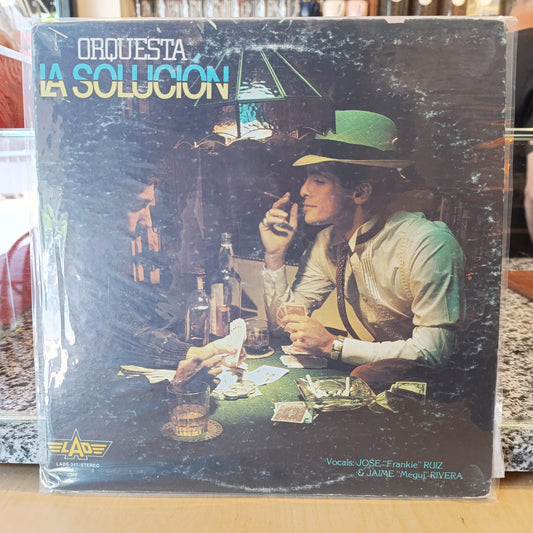 ORQUESTA
LA SOLUCIÓN
LAD
Vocals: JOSE "Frankie" RUIZ
& JAIME "Megui" RIVERA